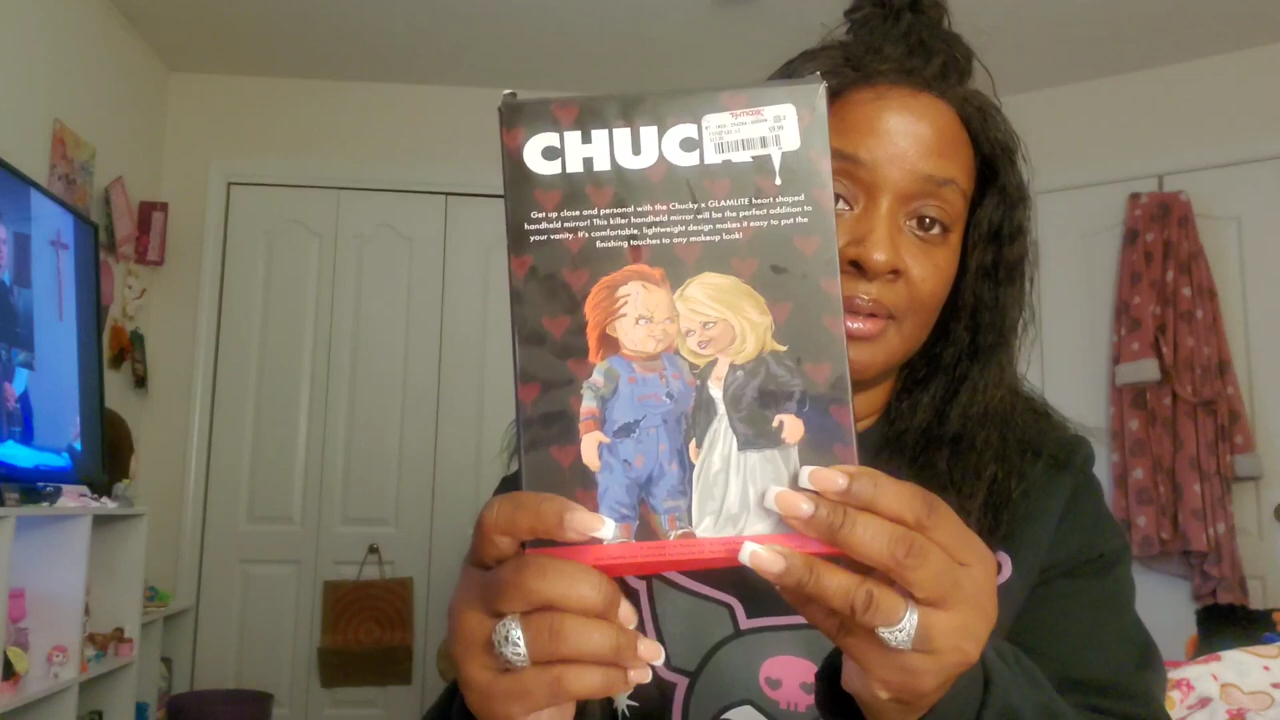 T.J.maxx
$9.99
CHUCK
Get up close and personal with the Chucky x GLAMLITE heart shaped
handheld mirror! This killer handheld mirror will be the perfect addition to
your vanity. It's comfortable, lightweight design makes it easy to put the
finishing touches to any makeup look!